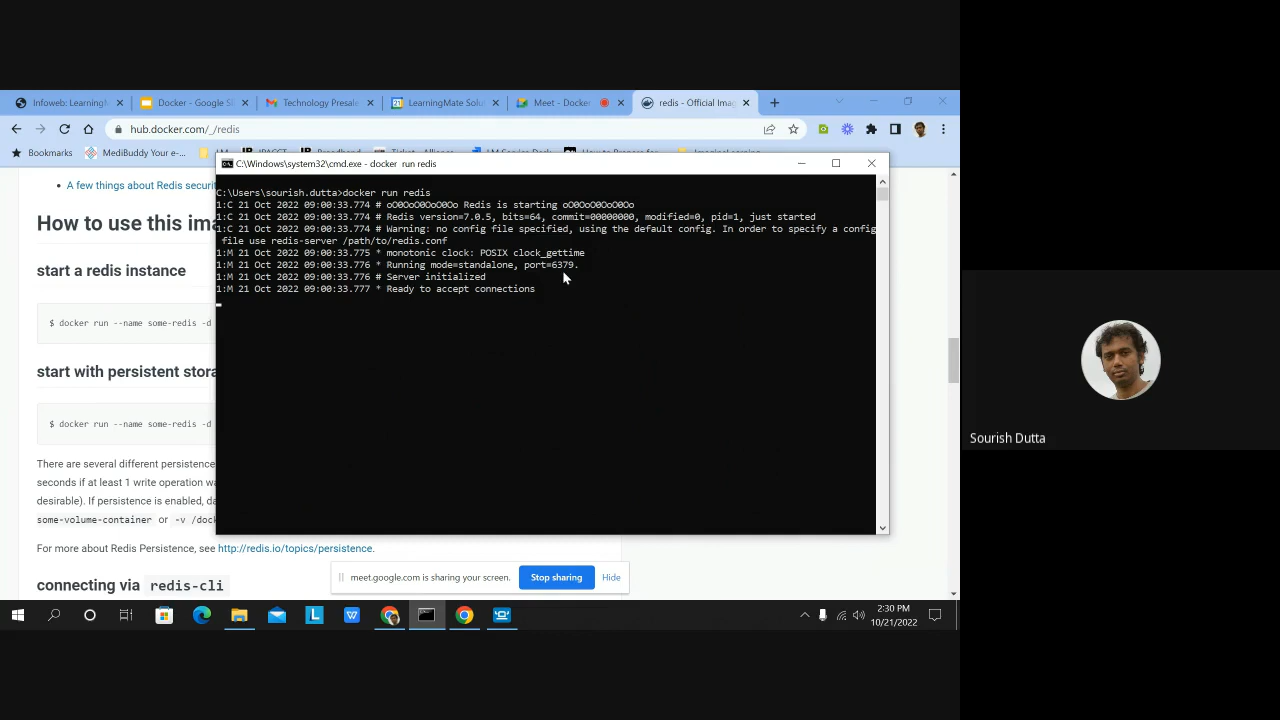 Infoweb: LearningM
Docker - Google Sli
Technology Presale
LearningMate Solu
Meet - Docke
redis - Official Imag
hub.docker.com/_/redis
Bookmarks
MediBuddy Your e-...
C:\Windows\system32\cmd.exe - docker run redis
C:\Users\sourish.dutta>docker run redis
1:C 21 Oct 2022 09:00:33.774 # oO0OoO0OoO0Oo Redis is starting oO0OoO0OoO0Oo
1:C 21 Oct 2022 09:00:33.774 # Redis version=7.0.5, bits=64, commit=00000000, modified=0, pid=1, just started
1:C 21 Oct 2022 09:00:33.774 # Warning: no config file specified, using the default config. In order to specify a config
file use redis-server /path/to/redis.conf
1:M 21 Oct 2022 09:00:33.775 * monotonic clock: POSIX clock_gettime
1:M 21 Oct 2022 09:00:33.776 * Running mode=standalone, port=6379.
1:M 21 Oct 2022 09:00:33.776 # Server initialized
1:M 21 Oct 2022 09:00:33.777 * Ready to accept connections
A few things about Redis securi
How to use this ima
start a redis instance
$ docker run --name some-redis -d
start with persistent stora
$ docker run --name some-redis -d
There are several different persistence
seconds if at least 1 write operation wa
desirable). If persistence is enabled, da
some-volume-container or -v /dock
For more about Redis Persistence, see http://redis.io/topics/persistence.
connecting via redis-cli
meet.google.com is sharing your screen.
Stop sharing
Hide
2:30 PM
10/21/2022
Sourish Dutta